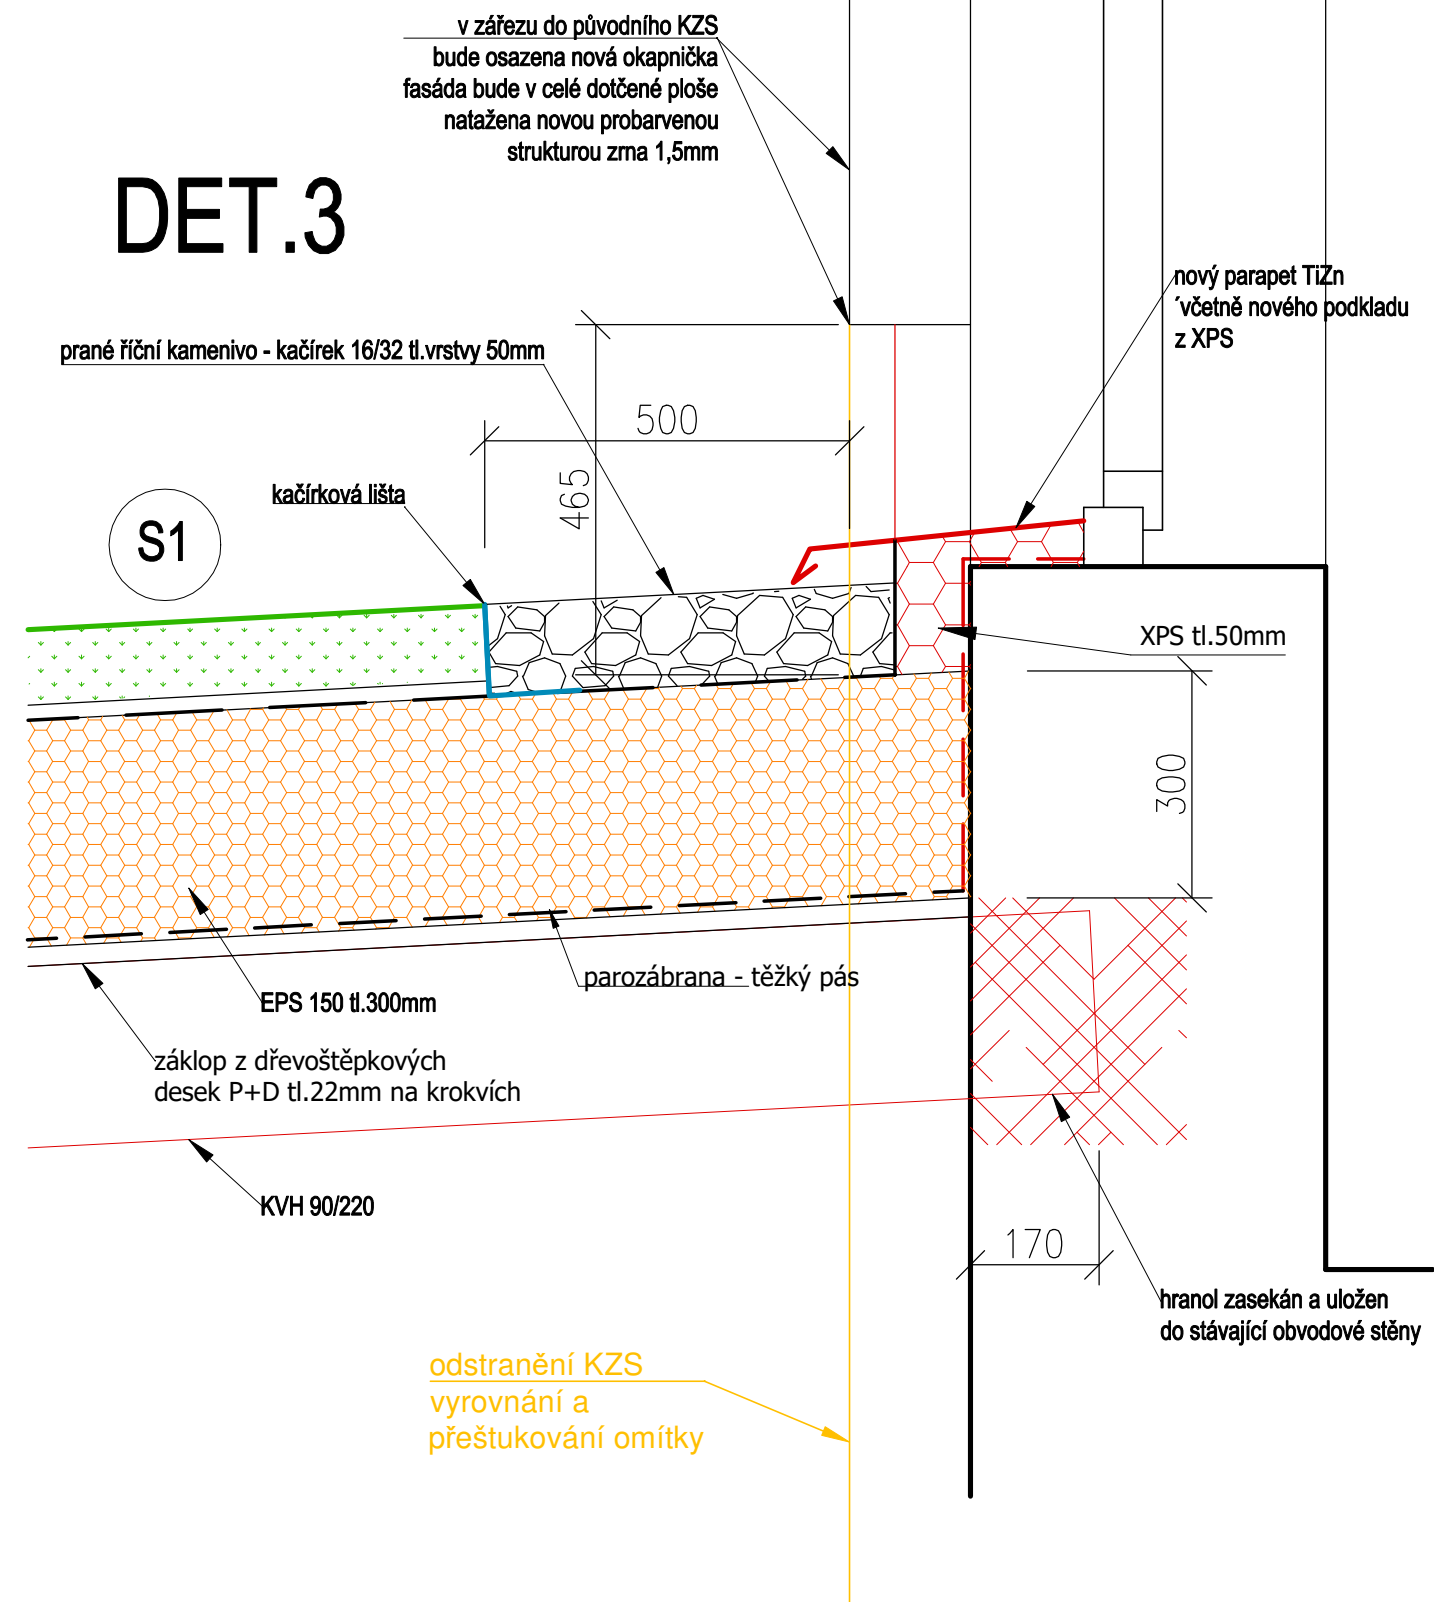 v zářezu do původního KZS
bude osazena nová okapnička
fasáda bude v celé dotčené ploše
natažena novou probarvenou
strukturou zrna 1,5mm
DET.3
nový parapet TiZn
´včetně nového podkladu
z XPS
prané říční kamenivo - kačírek 16/32 tl.vrstvy 50mm
500
465
kačírková lišta
S1
XPS tl.50mm
300
parozábrana - těžký pás
EPS 150 tl.300mm
základ z dřevoštěpkových
desek P+D tl.22mm na krokvích
KVH 90/220
170
hranol zasekán a uložen
do stávající obvodové stěny
odstranění KZS
vyrovnání a
přeštukování omítky